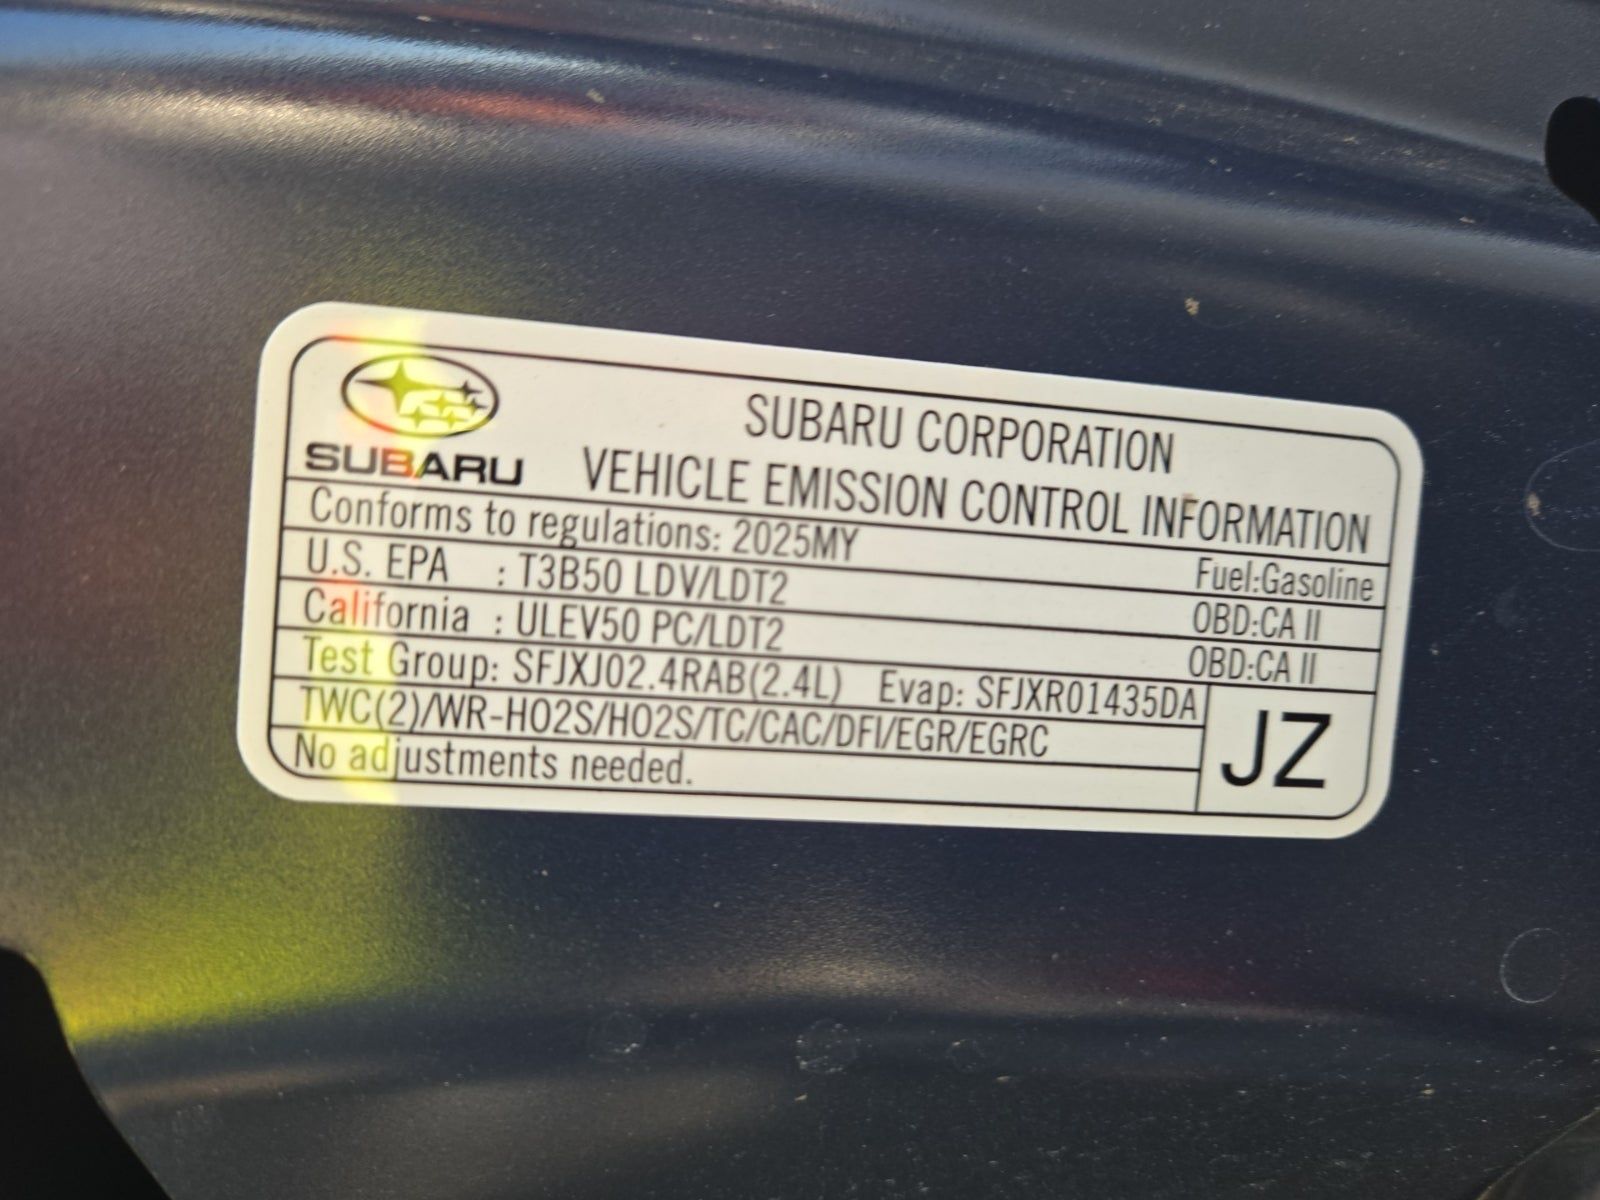 SUBARU CORPORATION
SUBARU
VEHICLE EMISSION CONTROL INFORMATION
Conforms to regulations: 2025MY Fuel:Gasoline
U.S. EPA : T3B50 LDV/LDT2 OBD:CA II
California : ULEV50 PC/LDT2 OBD:CA II
Test Group: SFJXJ02.4RAB(2.4L) Evap: SFJXR01435DA
TWC(2)/WR-HO2S/HO2S/TC/CAC/DFI/EGR/EGRC
No adjustments needed.
JZ